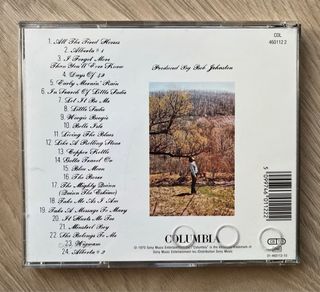 1. All The Tired Horses
2. Alberta #1
3. I Forgot More
Than You'll Ever Know
4. Days Of 49
5. Early Mornin' Rain
6. In Search Of Little Sadie
7. Let It Be Me
8. Little Sadie
9. Woogie Boogie
10. Belle Isle
11. Living The Blues
12. Like A Rolling Stone
13. Copper Kettle
14. Gotta Travel On
15. Blue Moon
16. The Boxer
17. The Mighty Quinn
(Quinn The Eskimo)
18. Take Me As I Am
19. Take A Message To Mary
20. It Hurts Me Too
21. Minstrel Boy
22. She Belongs To Me
23. Wigwam
24. Alberta #2
Produced By Bob Johnston
CDL
460112 2
COLUMBIA